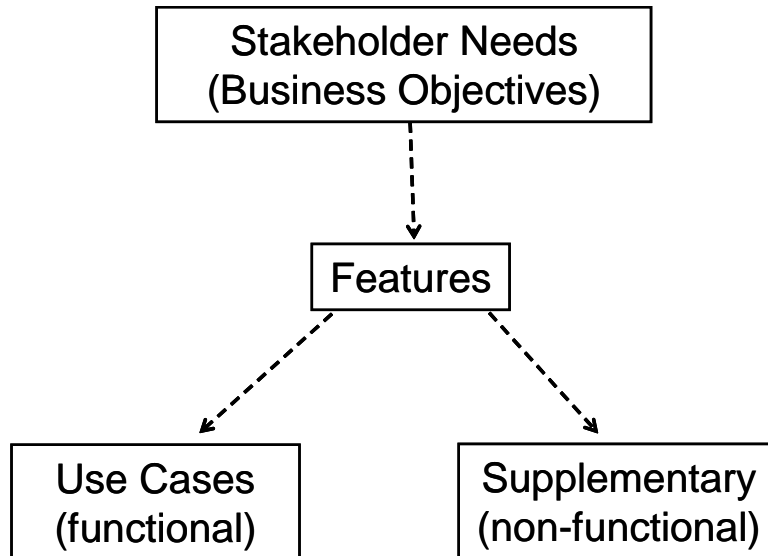 Stakeholder Needs
(Business Objectives)
Features
Use Cases
(functional)
Supplementary
(non-functional)